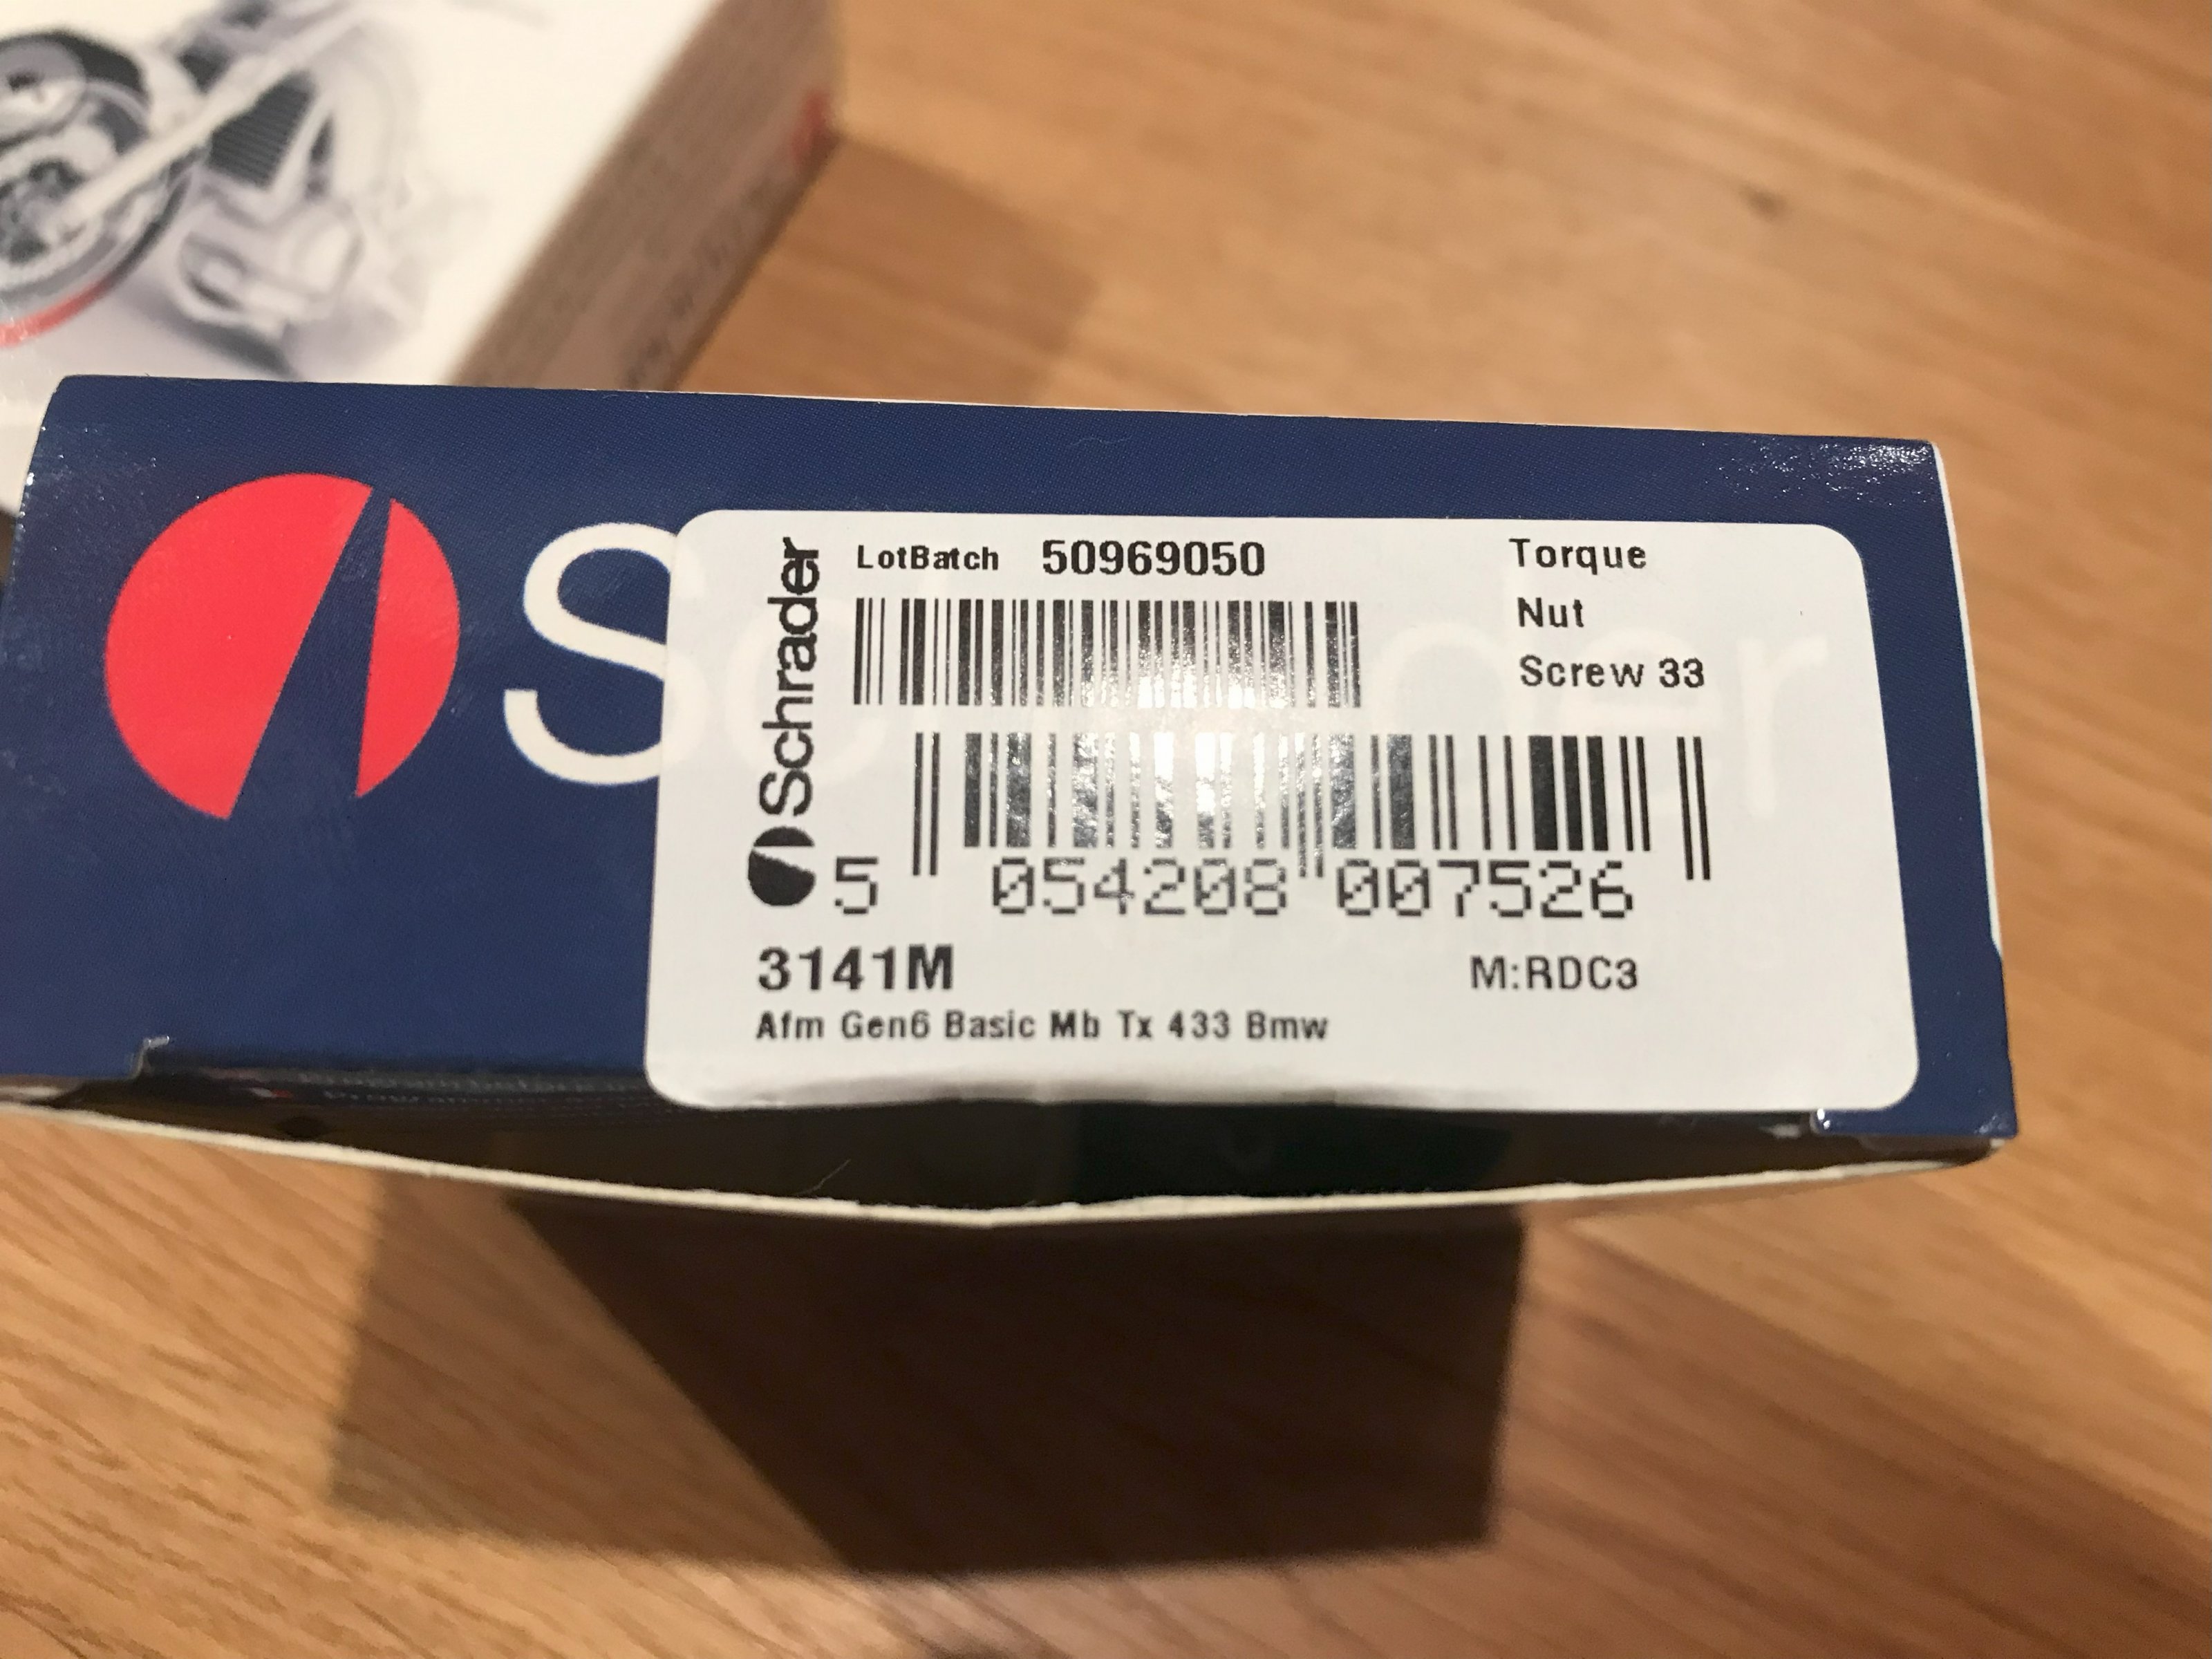 S
Schrader
LotBatch 50969050
Torque
Nut
Screw 33
5 054208 007526
3141M
M:RDC3
Afm Gen6 Basic Mb Tx 433 Bmw